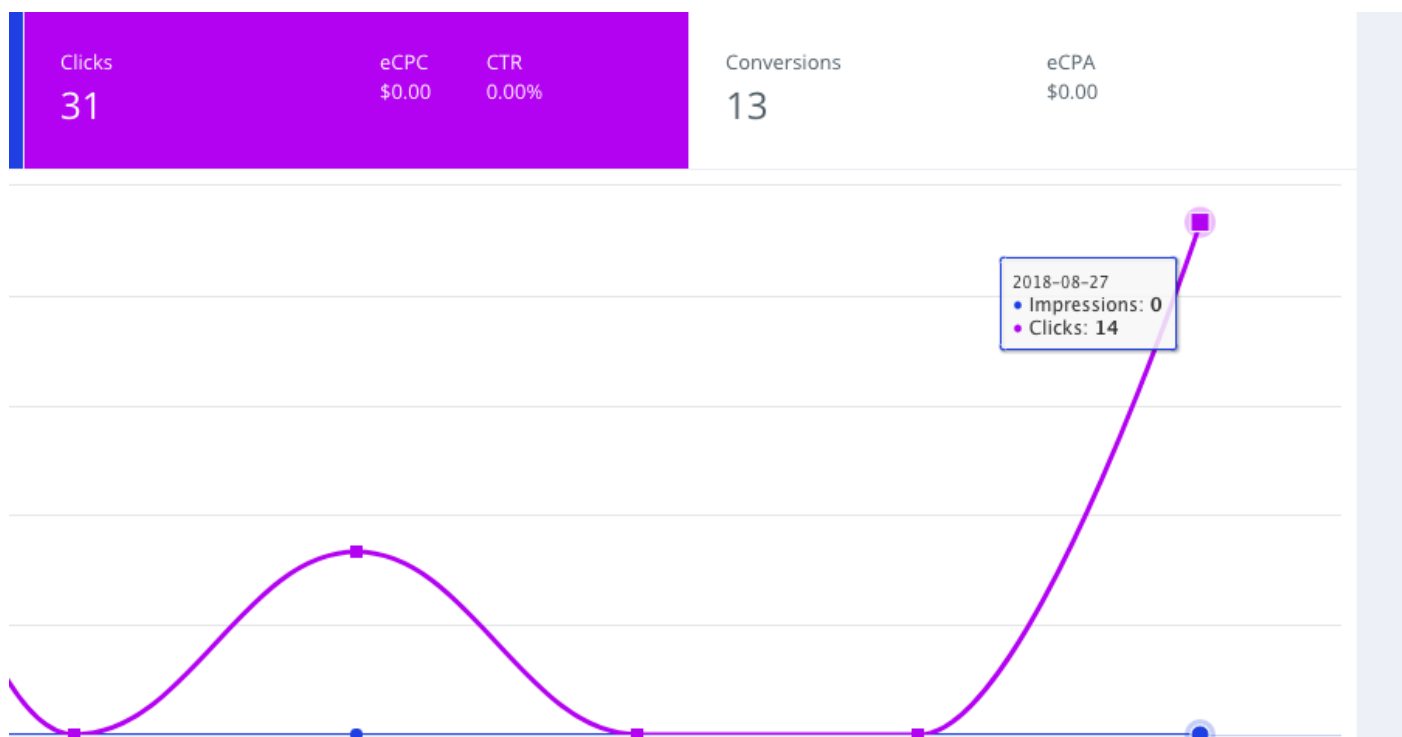 Clicks
31
eCPC
$0.00
CTR
0.00%
Conversions
13
eCPA
$0.00
2018-08-27
Impressions: 0
Clicks: 14